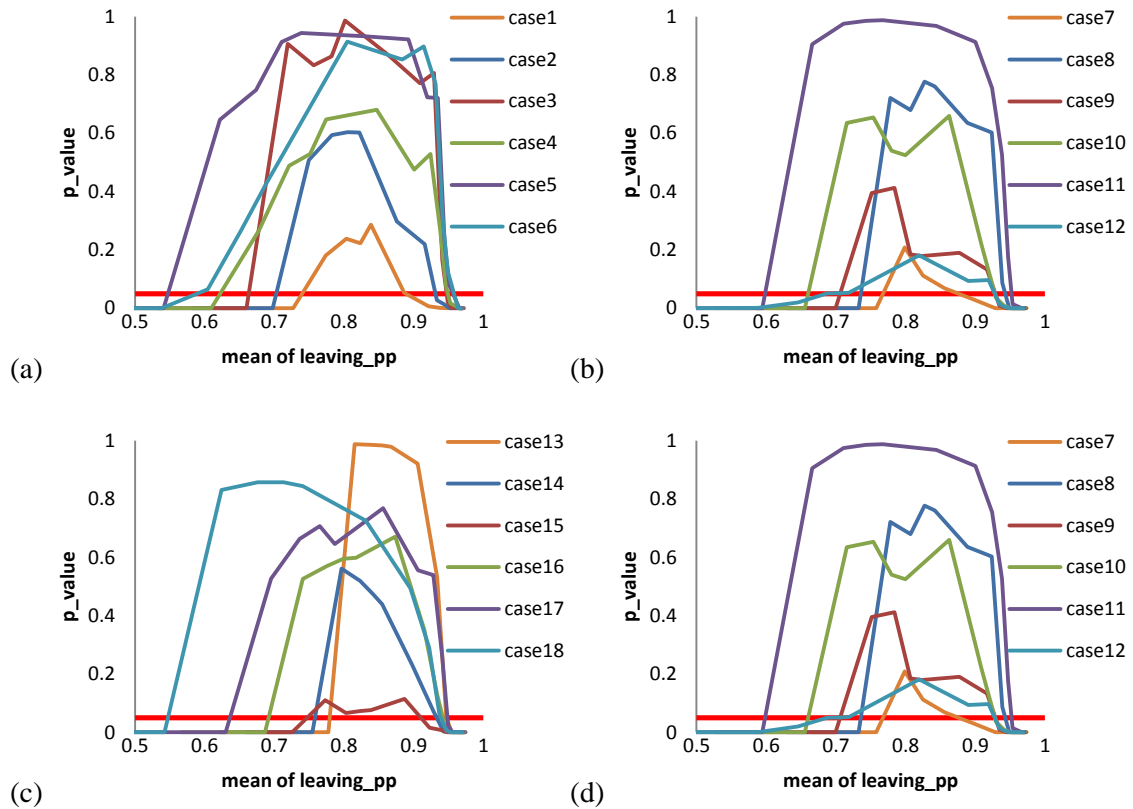 1
0.8
0.6
0.4
0.2
0
p_value
0.5 0.6 0.7 0.8 0.9 1
mean of leaving_pp
case1
case2
case3
case4
case5
case6
(a)
1
0.8
0.6
0.4
0.2
0
p_value
0.5 0.6 0.7 0.8 0.9 1
mean of leaving_pp
case7
case8
case9
case10
case11
case12
(b)
1
0.8
0.6
0.4
0.2
0
p_value
0.5 0.6 0.7 0.8 0.9 1
mean of leaving_pp
case13
case14
case15
case16
case17
case18
(c)
1
0.8
0.6
0.4
0.2
0
p_value
0.5 0.6 0.7 0.8 0.9 1
mean of leaving_pp
case7
case8
case9
case10
case11
case12
(d)